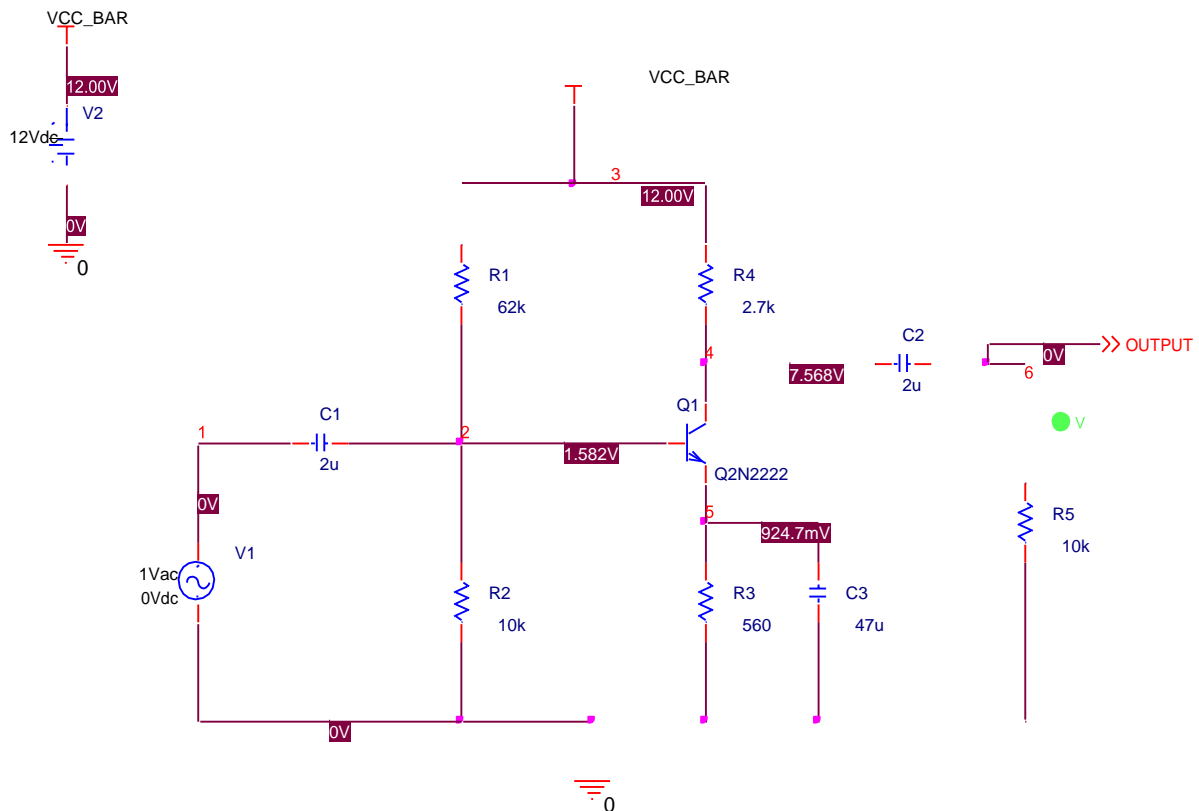 VCC_BAR
12.00V
V2
12Vdc
0V
0
VCC_BAR
3
12.00V
R1
62k
R4
2.7k
4
7.568V
C2
2u
0V
OUTPUT
6
V
1
C1
2u
2
1.582V
Q1
Q2N2222
0V
V1
1Vac
0Vdc
R2
10k
5
924.7mV
R3
560
C3
47u
R5
10k
0V
0